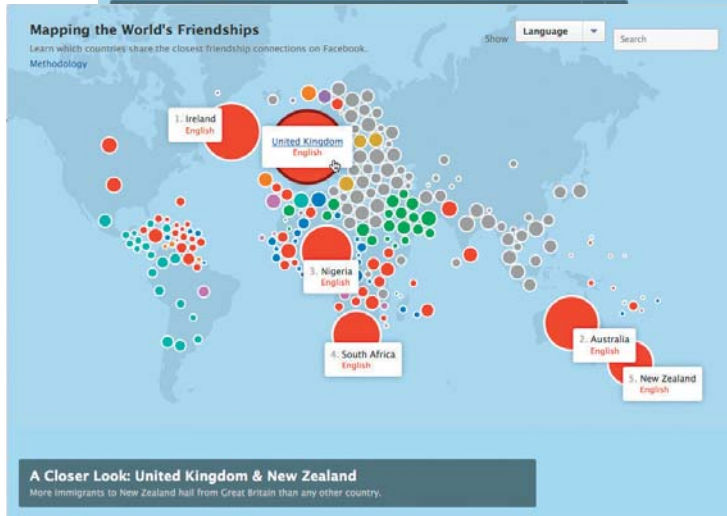 Mapping the World's Friendships
Learn which countries share the closest friendship connections on Facebook.
Methodology
Show
Language
Search
1. Ireland
English
United Kingdom
English
3. Nigeria
English
4. South Africa
English
2. Australia
English
5. New Zealand
English
A Closer Look: United Kingdom & New Zealand
More immigrants to New Zealand hail from Great Britain than any other country.